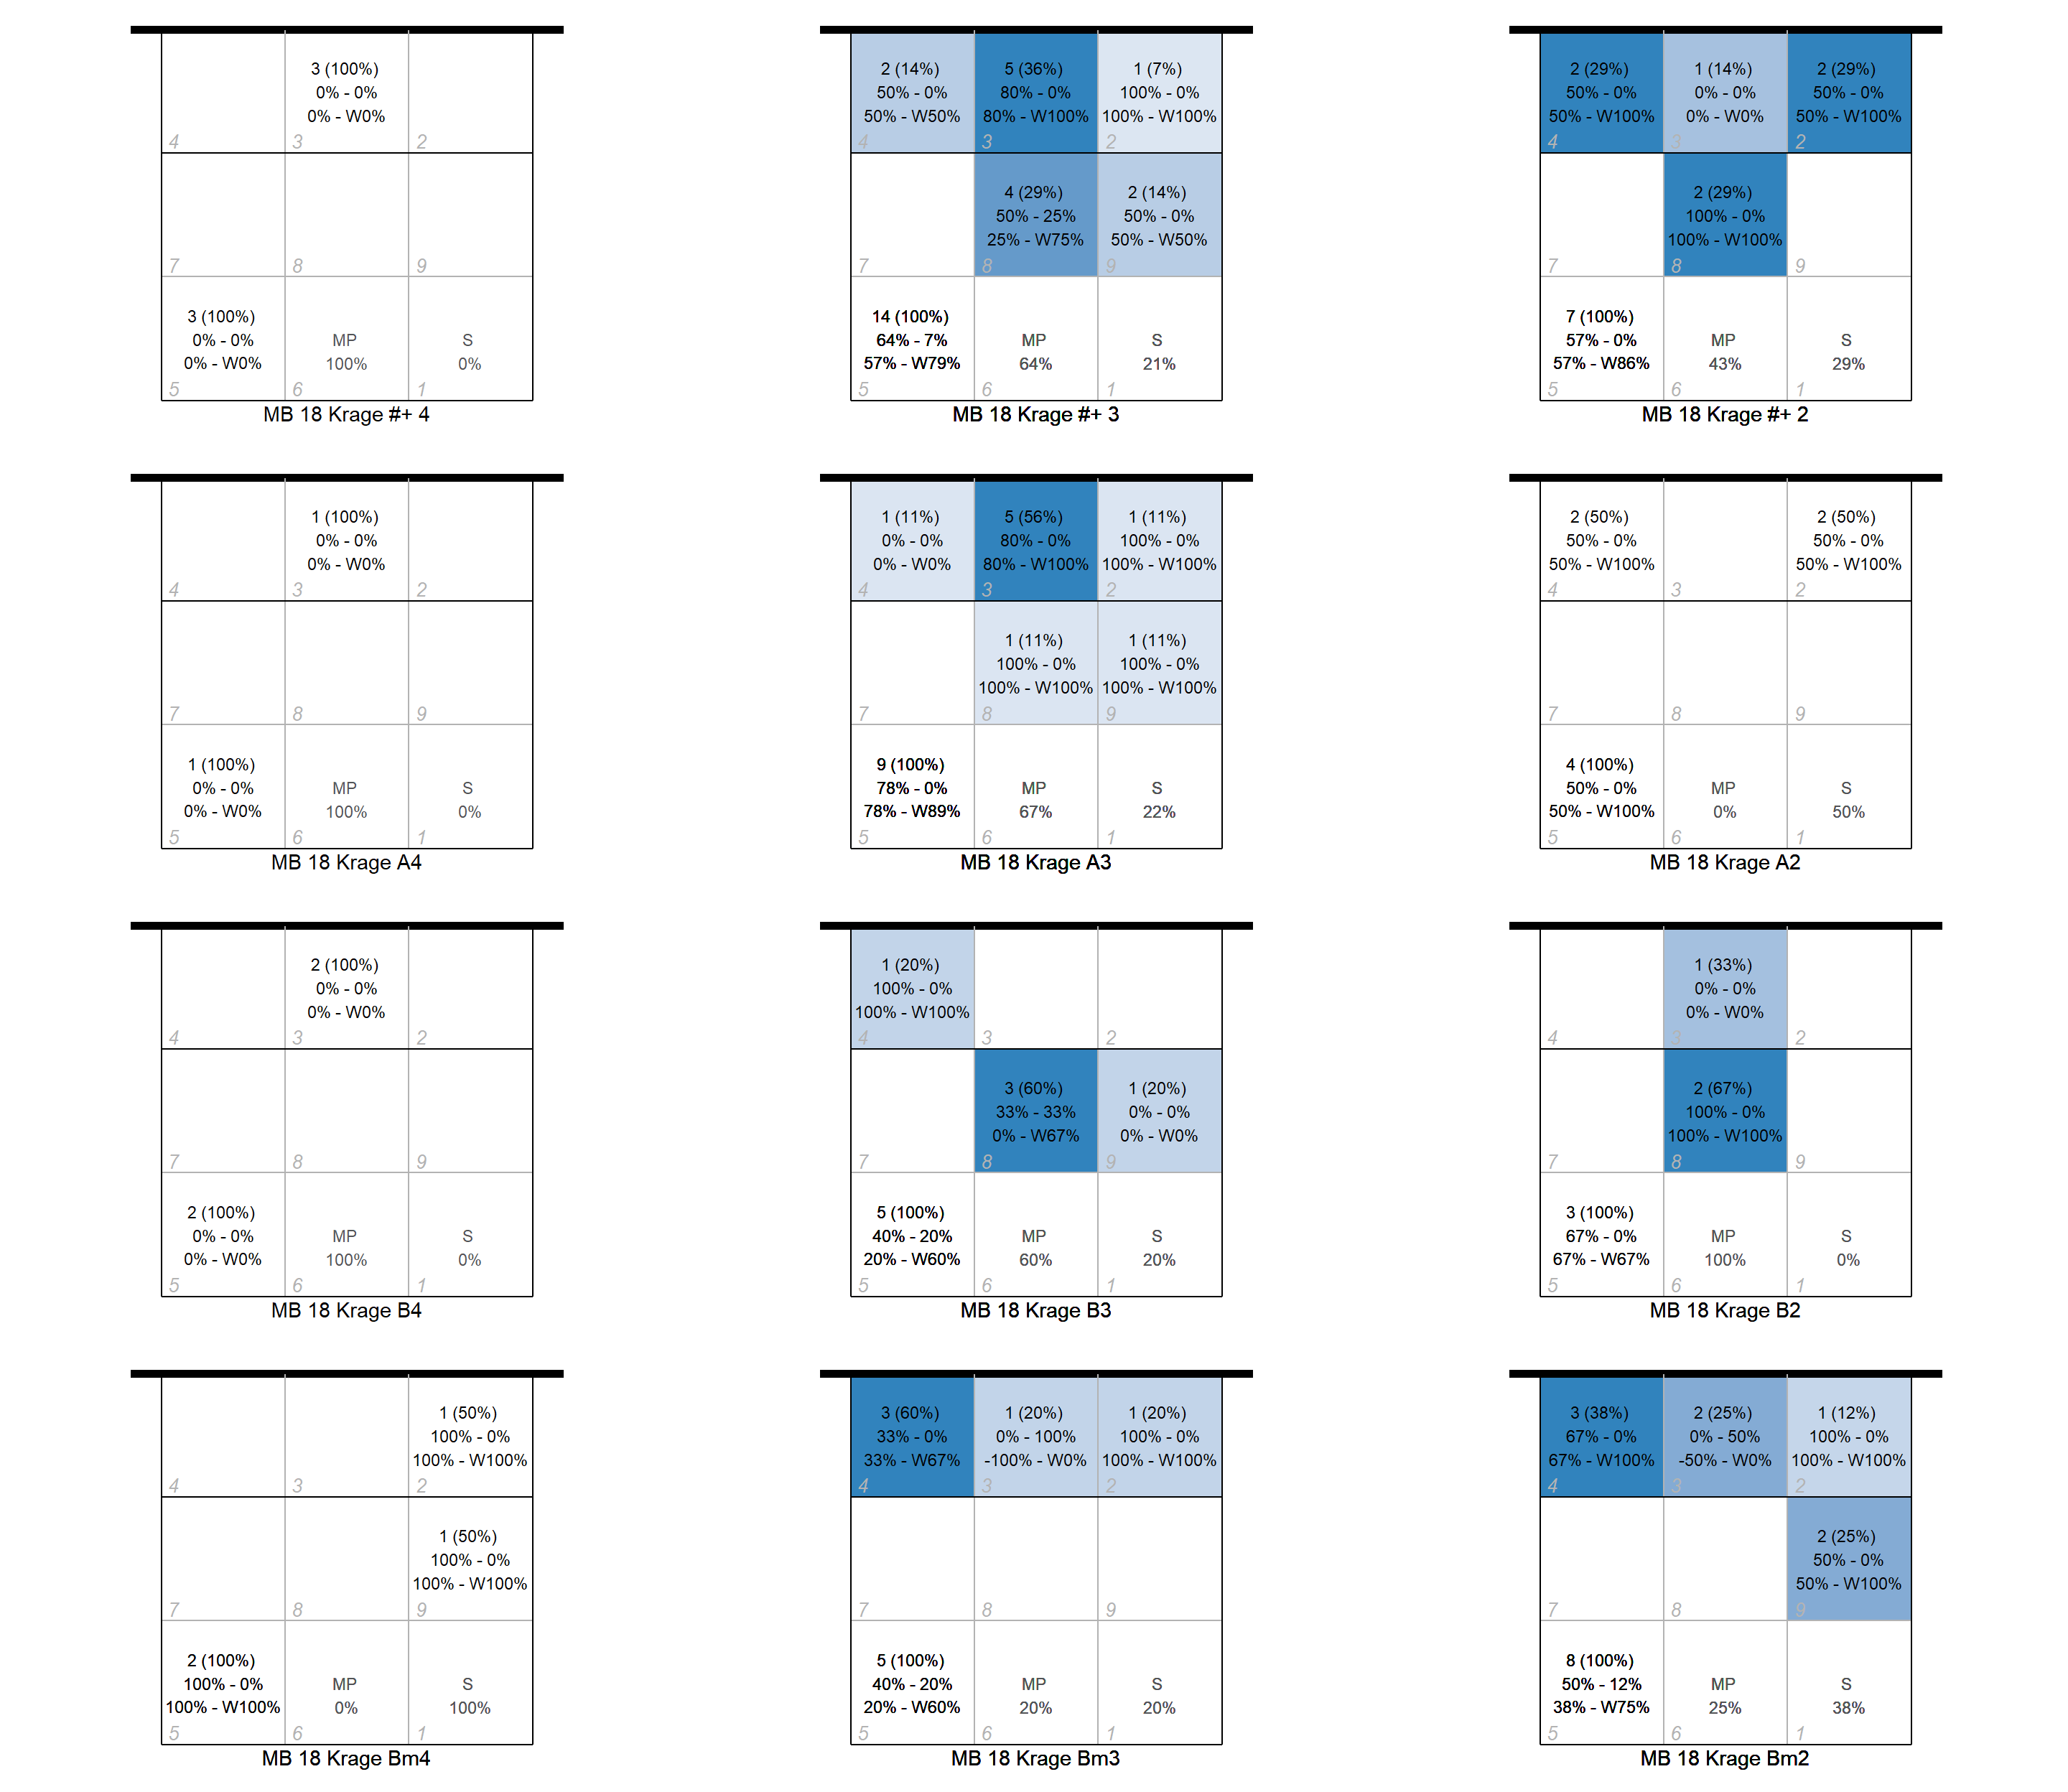 3 (100%)
0% - 0%
0% - W0%
4
3
2
7
8
9
3 (100%)
0% - 0%
0% - W0%
5
MP
100%
6
S
0%
1
MB 18 Krage #+ 4
2 (14%)
50% - 0%
50% - W50%
4
5 (36%)
80% - 0%
80% - W100%
3
1 (7%)
100% - 0%
100% - W100%
2
7
4 (29%)
50% - 25%
25% - W75%
8
2 (14%)
50% - 0%
50% - W50%
9
14 (100%)
64% - 7%
57% - W79%
5
MP
64%
6
S
21%
1
MB 18 Krage #+ 3
2 (29%)
50% - 0%
50% - W100%
4
1 (14%)
0% - 0%
0% - W0%
3
2 (29%)
50% - 0%
50% - W100%
2
7
2 (29%)
100% - 0%
100% - W100%
8
9
7 (100%)
57% - 0%
57% - W86%
5
MP
43%
6
S
29%
1
MB 18 Krage #+ 2
4
1 (100%)
0% - 0%
0% - W0%
3
2
7
8
9
1 (100%)
0% - 0%
0% - W0%
5
MP
100%
6
S
0%
1
MB 18 Krage A4
1 (11%)
0% - 0%
0% - W0%
4
5 (56%)
80% - 0%
80% - W100%
3
1 (11%)
100% - 0%
100% - W100%
2
7
1 (11%)
100% - 0%
100% - W100%
8
1 (11%)
100% - 0%
100% - W100%
9
9 (100%)
78% - 0%
78% - W89%
5
MP
67%
6
S
22%
1
MB 18 Krage A3
2 (50%)
50% - 0%
50% - W100%
4
3
2 (50%)
50% - 0%
50% - W100%
2
7
8
9
4 (100%)
50% - 0%
50% - W100%
5
MP
0%
6
S
50%
1
MB 18 Krage A2
4
2 (100%)
0% - 0%
0% - W0%
3
2
7
8
9
2 (100%)
0% - 0%
0% - W0%
5
MP
100%
6
S
0%
1
MB 18 Krage B4
1 (20%)
100% - 0%
100% - W100%
4
3
2
7
3 (60%)
33% - 33%
0% - W67%
8
1 (20%)
0% - 0%
0% - W0%
9
5 (100%)
40% - 20%
20% - W60%
5
MP
60%
6
S
20%
1
MB 18 Krage B3
4
1 (33%)
0% - 0%
0% - W0%
3
2
7
2 (67%)
100% - 0%
100% - W100%
8
9
3 (100%)
67% - 0%
67% - W67%
5
MP
100%
6
S
0%
1
MB 18 Krage B2
4
3
1 (50%)
100% - 0%
100% - W100%
2
7
8
1 (50%)
100% - 0%
100% - W100%
9
2 (100%)
100% - 0%
100% - W100%
5
MP
0%
6
S
100%
1
MB 18 Krage Bm4
3 (60%)
33% - 0%
33% - W67%
4
1 (20%)
0% - 100%
-100% - W0%
3
1 (20%)
100% - 0%
100% - W100%
2
7
8
9
5 (100%)
40% - 20%
20% - W60%
5
MP
20%
6
S
20%
1
MB 18 Krage Bm3
3 (38%)
67% - 0%
67% - W100%
4
2 (25%)
0% - 50%
-50% - W0%
3
1 (12%)
100% - 0%
100% - W100%
2
7
8
2 (25%)
50% - 0%
50% - W100%
9
8 (100%)
50% - 12%
38% - W75%
5
MP
25%
6
S
38%
1
MB 18 Krage Bm2